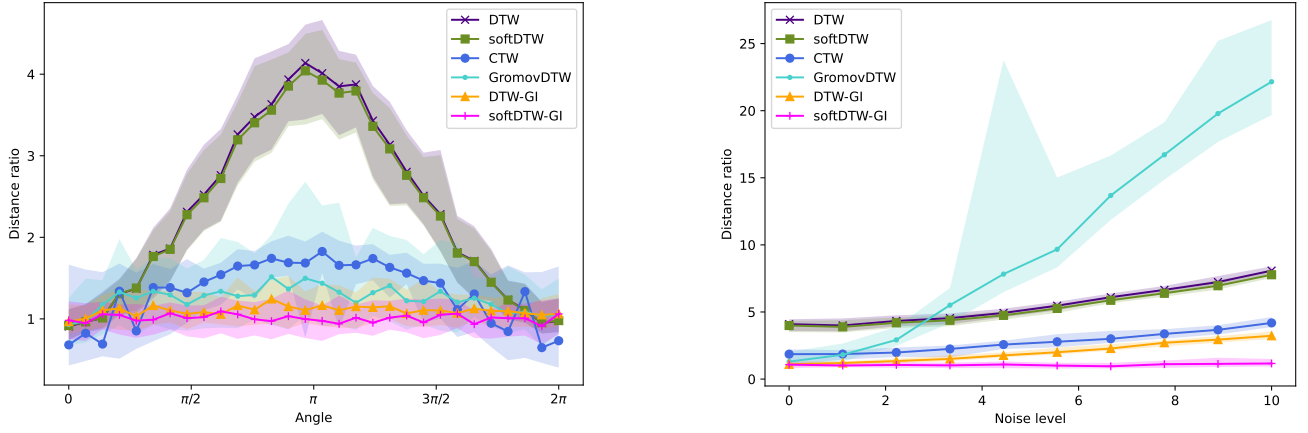 DTW
softDTW
CTW
GromovDTW
DTW-GI
softDTW-GI
Distance ratio
4
3
2
1
0
π/2
π
3π/2
2π
Angle
DTW
softDTW
CTW
GromovDTW
DTW-GI
softDTW-GI
Distance ratio
25
20
15
10
5
0
0
2
4
6
8
10
Noise level